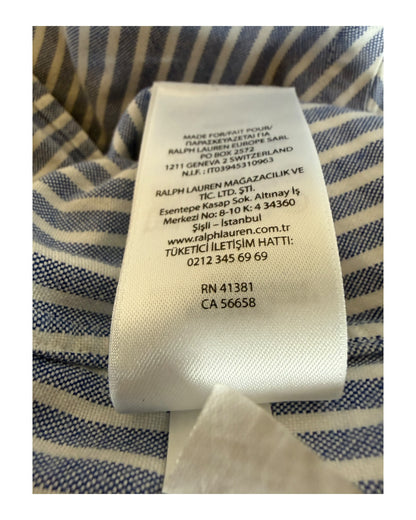 MADE FOR/FAIT POUR/
ΠΑΡΑΣΚΕΥΑΖΕΤΑΙ ΓΙΑ
RALPH LAUREN EUROPE SARL
PO BOX 2572
1211 GENEVA 2 SWITZERLAND
N.I.F. ; IT03945310963
RALPH LAUREN MAGAZACILIK VE
TİC. LTD. ŞTİ.
Esentepe Kasap Sok. Altınay İş
Merkezi No: 8-10 K: 4 34360
Şişli – İstanbul
www.ralphlauren.com.tr
TÜKETİCİ İLETİŞİM HATTI:
0212 345 69 69
RN 41381
CA 56658